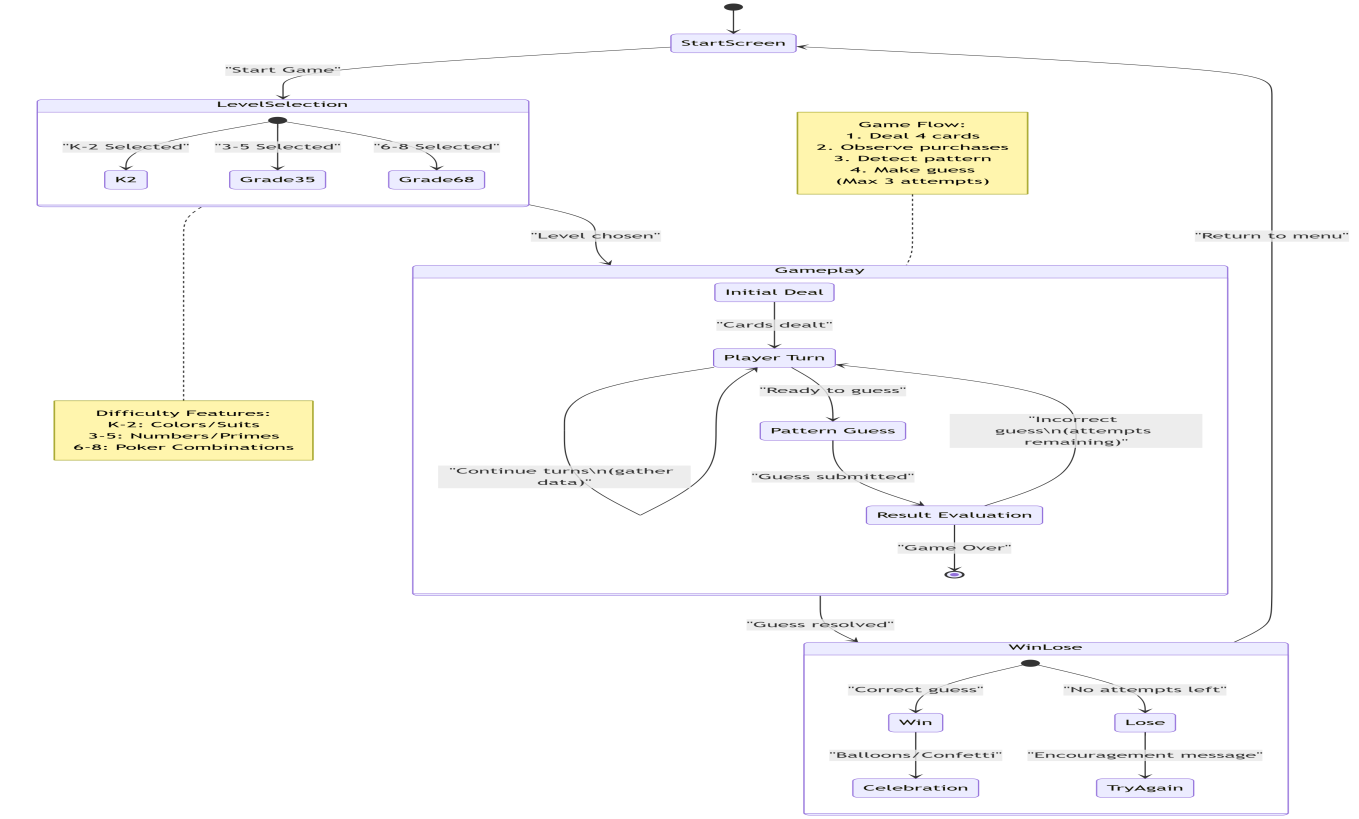 StartScreen
"Start Game"
LevelSelection
"K-2 Selected"
"3-5 Selected"
"6-8 Selected"
K2
Grade35
Grade68
Game Flow:
1. Deal 4 cards
2. Observe purchases
3. Detect pattern
4. Make guess
(Max 3 attempts)
"Level chosen"
"Return to menu"
Gameplay
Initial Deal
"Cards dealt"
Player Turn
"Ready to guess"
Pattern Guess
"Incorrect
guess\n(attempts
remaining)"
Difficulty Features:
K-2: Colors/Suits
3-5: Numbers/Primes
6-8: Poker Combinations
"Continue turns\n(gather
data)"
"Guess submitted"
Result Evaluation
"Game Over"
"Guess resolved"
WinLose
"Correct guess"
"No attempts left"
Win
Lose
"Balloons/Confetti"
"Encouragement message"
Celebration
TryAgain